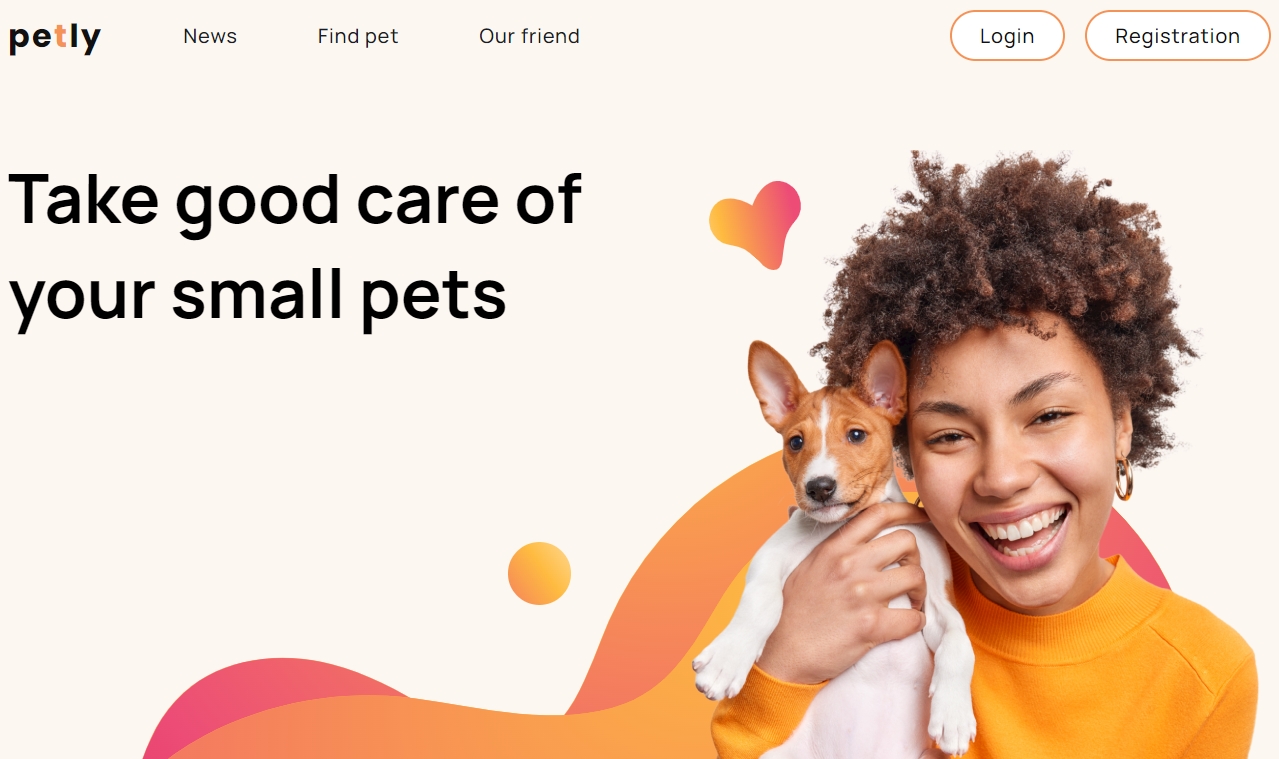 petly
News
Find pet
Our friend
Login
Registration
Take good care of
your small pets